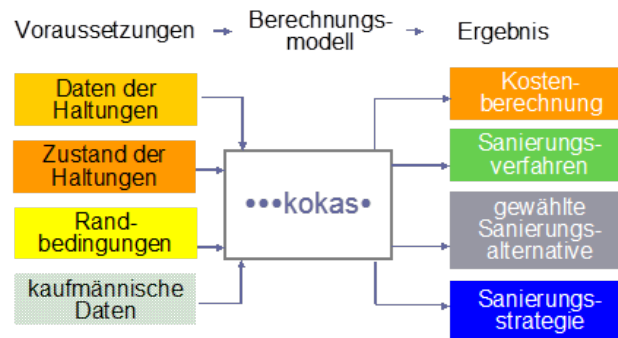 Voraussetzungen
Berechnungs-
modell
Ergebnis
Daten der
Haltungen
Zustand der
Haltungen
Rand-
bedingungen
kaufmännische
Daten
•••kokas•
Kosten-
berechnung
Sanierungs-
verfahren
gewählte
Sanierungs-
alternative
Sanierungs-
strategie